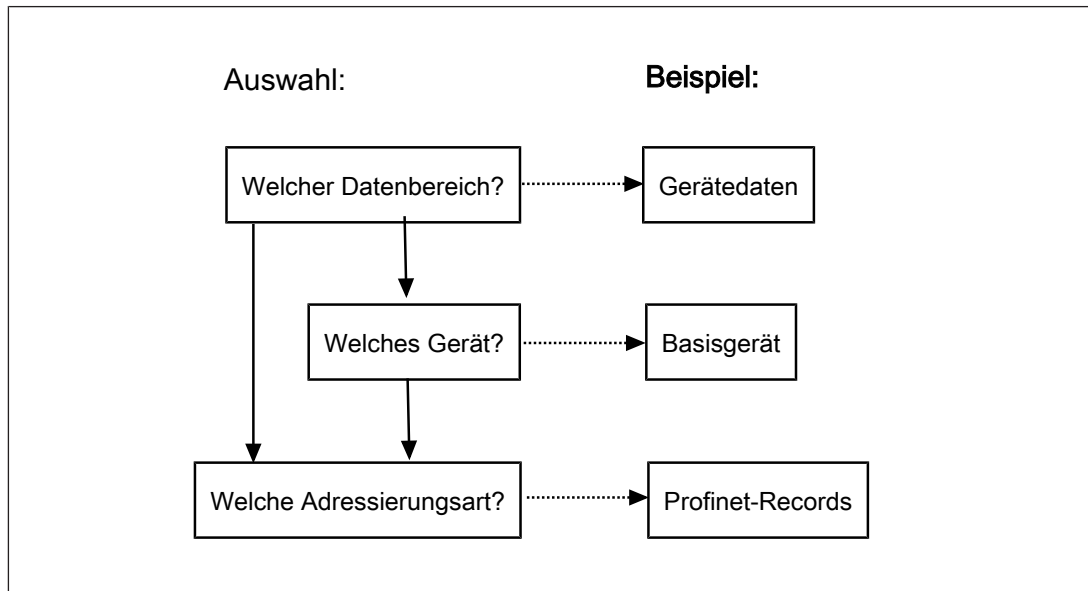 Auswahl:
Beispiel:
Welcher Datenbereich?
Gerätedaten
Welches Gerät?
Basisgerät
Welche Adressierungsart?
Profinet-Records